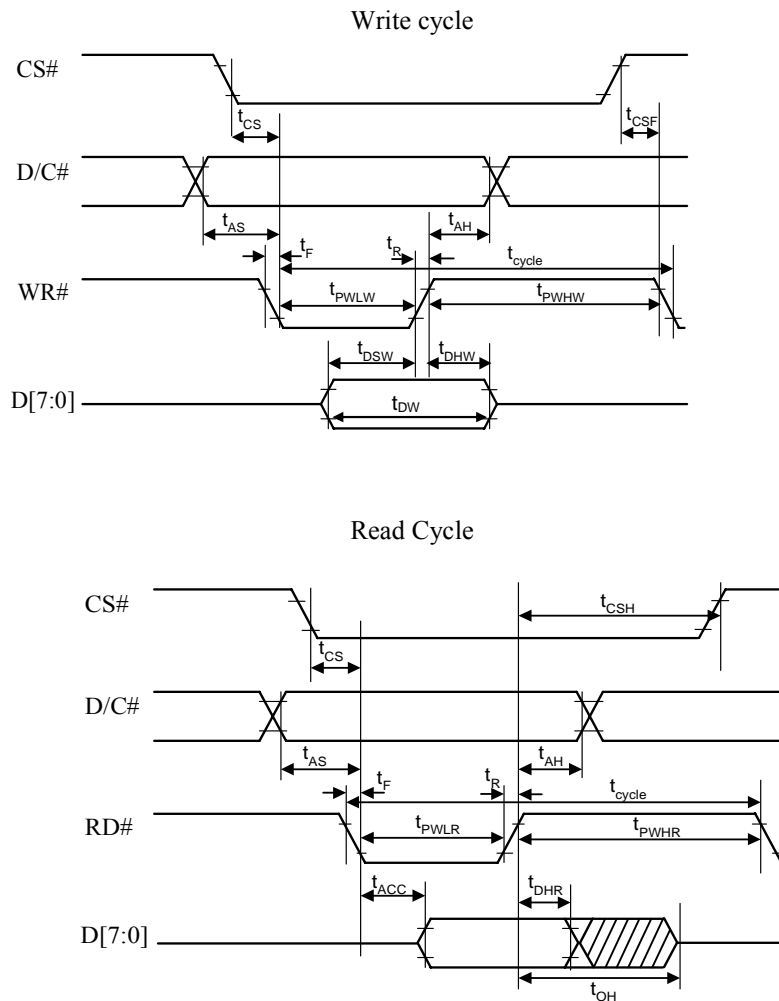 Write cycle
CS#
tCS
tCSF
D/C#
tAS
tAH
tF
tR
tcycle
WR#
tPWLW
tPWHW
tDSW
tDHW
D[7:0]
tDW
Read Cycle
CS#
tCSH
tCS
D/C#
tAS
tAH
tF
tR
tcycle
RD#
tPWLR
tPWHR
tACC
tDHR
D[7:0]
tOH